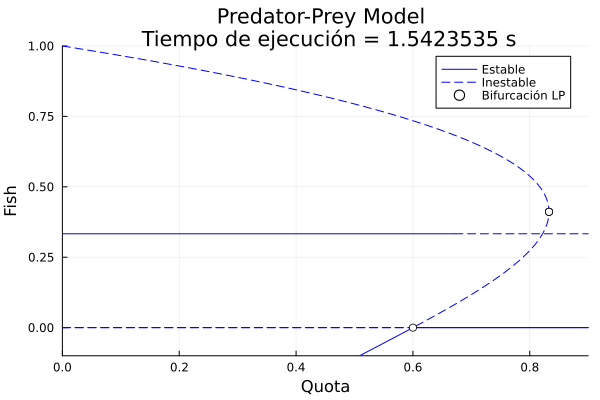 Predator-Prey Model
Tiempo de ejecución = 1.5423535 s
1.00
0.75
0.50
0.25
0.00
Fish
Estable
Inestable
Bifurcación LP
0.0
0.2
0.4
0.6
0.8
Quota